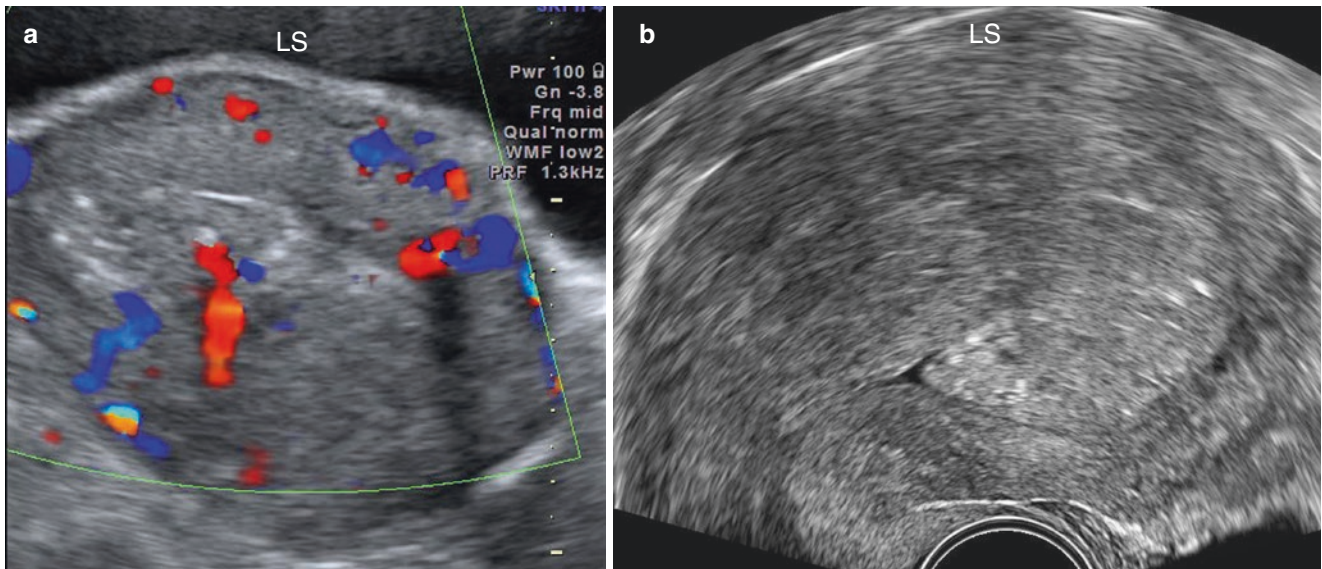 a
LS
Pwr 100
Gn -3.8
Frq mid
Qual norm
WMF low2
PRF 1.3kHz
b
LS